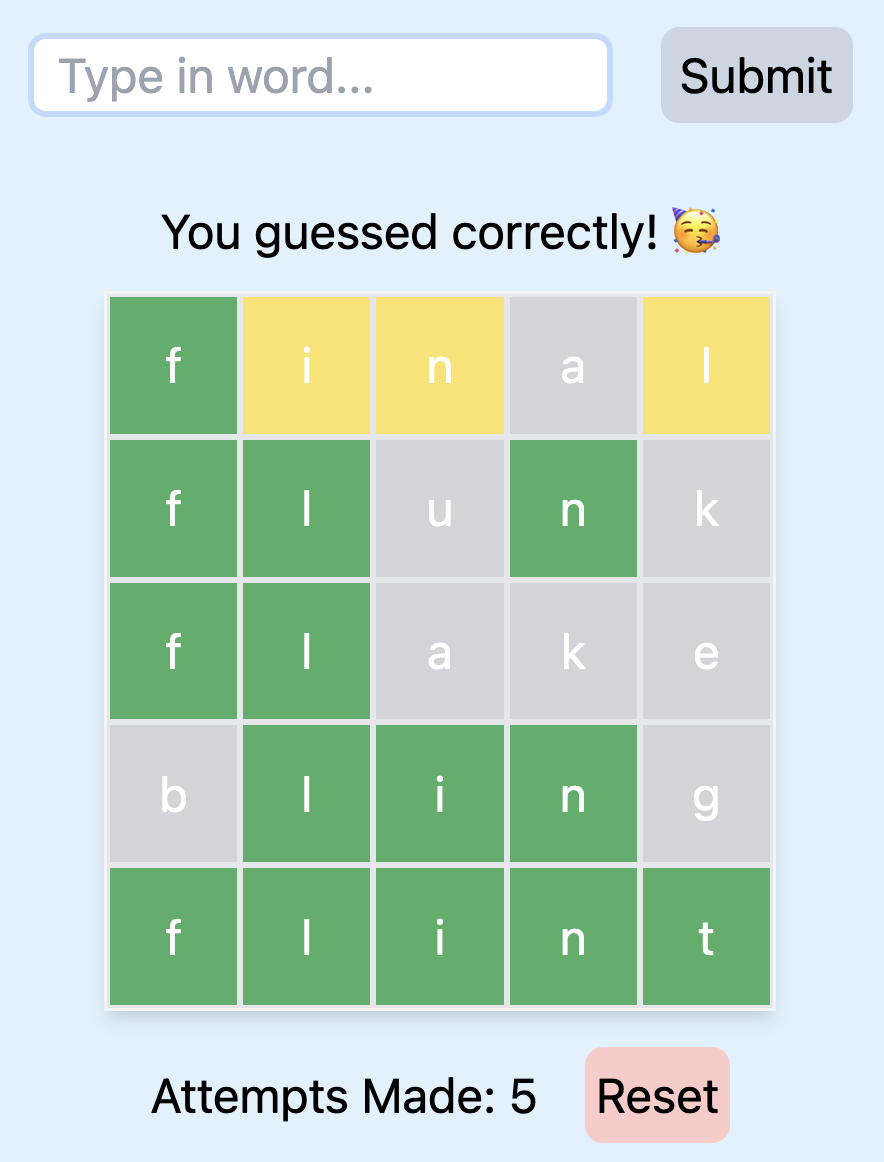 Type in word... Submit
You guessed correctly! 🥳
f i n a l
f l u n k
f l a k e
b l i n g
f l i n t
Attempts Made: 5 Reset